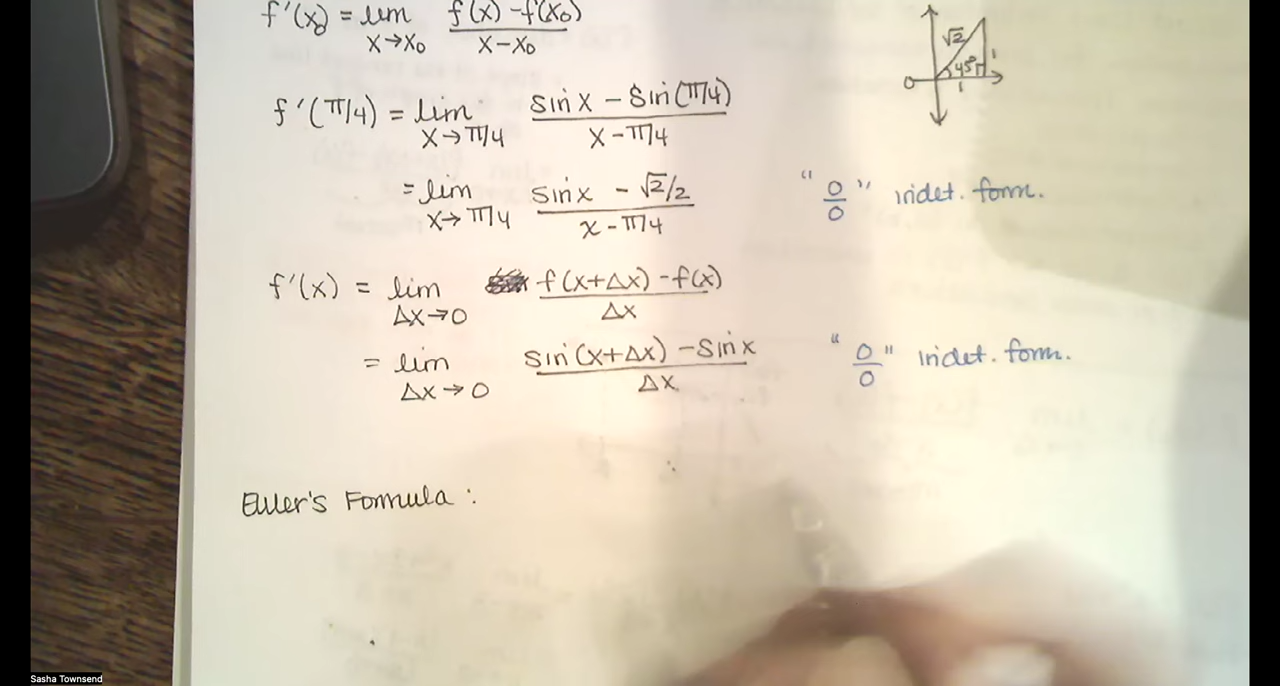 f'(x₀) = lim x→x₀ f(x) - f(x₀) / x - x₀
√2 45° 1 1 0
f'(π/4) = lim x→π/4 sin x - sin(π/4) / x - π/4
= lim x→π/4 sin x - √2/2 / x - π/4 " 0/0 " indet. form.
f'(x) = lim Δx→0 f(x+Δx) - f(x) / Δx
= lim Δx→0 sin(x+Δx) - sin x / Δx " 0/0 " indet. form.
Euler's Formula :
Sasha Townsend